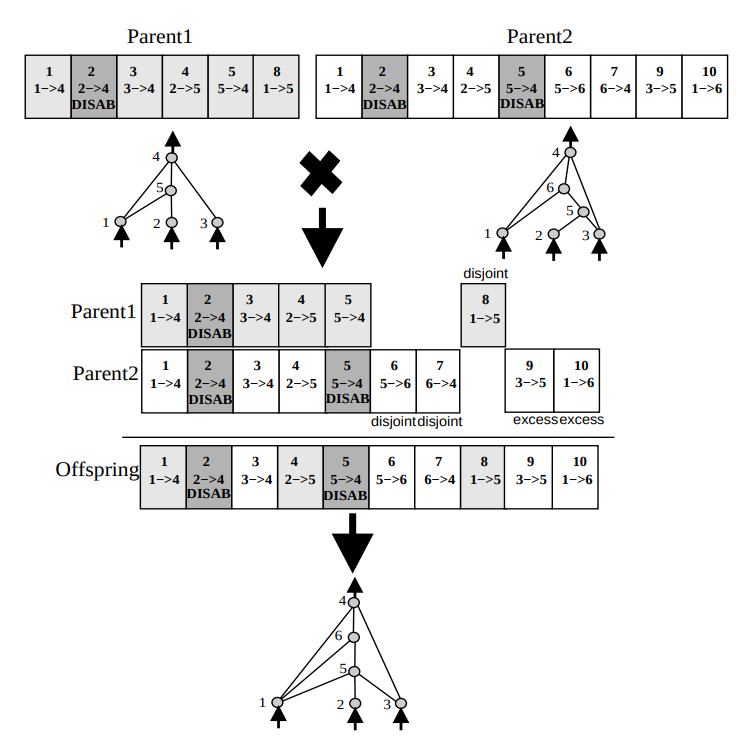 Parent1 Parent2
1 2 3 4 5 8 1 2 3 4 5 6 7 9 10
1−>4 2−>4 3−>4 2−>5 5−>4 1−>5 1−>4 2−>4 3−>4 2−>5 5−>4 5−>6 6−>4 3−>5 1−>6
DISAB DISAB DISAB
4 4
5 6
5
1 2 3 1 2 3
disjoint
Parent1
1 2 3 4 5 8
1−>4 2−>4 3−>4 2−>5 5−>4 1−>5
DISAB
Parent2
1 2 3 4 5 6 7 9 10
1−>4 2−>4 3−>4 2−>5 5−>4 5−>6 6−>4 3−>5 1−>6
DISAB DISAB
disjoint disjoint excess excess
Offspring
1 2 3 4 5 6 7 8 9 10
1−>4 2−>4 3−>4 2−>5 5−>4 5−>6 6−>4 1−>5 3−>5 1−>6
DISAB DISAB
4
6
5
1 2 3